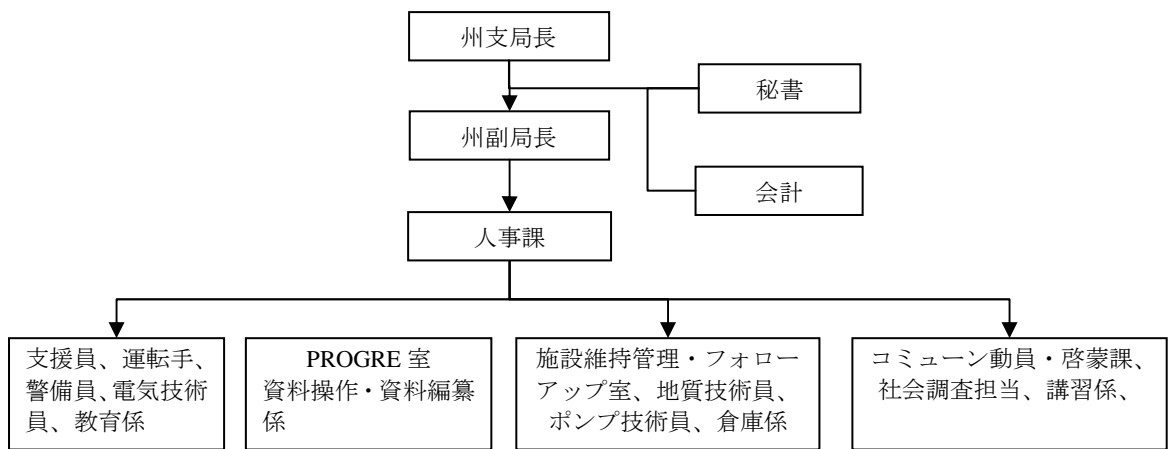 州支局長
秘書
州副局長
会計
人事課
支援員、運転手、
警備員、電気技術
員、教育係
PROGRE 室
資料操作・資料編纂
係
施設維持管理・フォロー
アップ室、地質技術員、
ポンプ技術員、倉庫係
コミューン動員・啓蒙課、
社会調査担当、講習係、